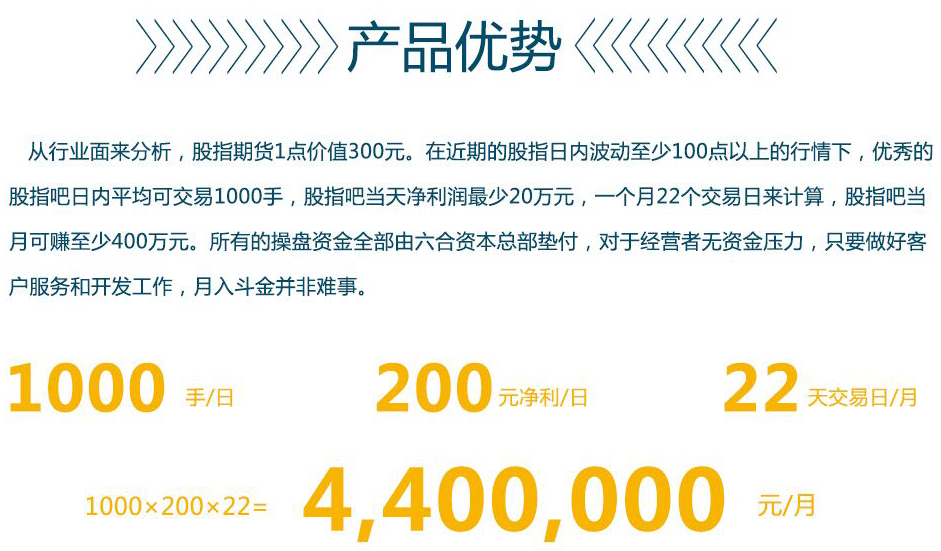 产品优势
从行业面来分析，股指期货1点价值300元。在近期的股指日内波动至少100点以上的行情下，优秀的
股指吧日内平均可交易1000手，股指吧当天净利润最少20万元，一个月22个交易日来计算，股指吧当
月可赚至少400万元。所有的操盘资金全部由六合资本总部垫付，对于经营者无资金压力，只要做好客
户服务和开发工作，月入斗金并非难事。
1000 手/日 200 元净利/日 22 天交易日/月
1000×200×22= 4,400,000 元/月